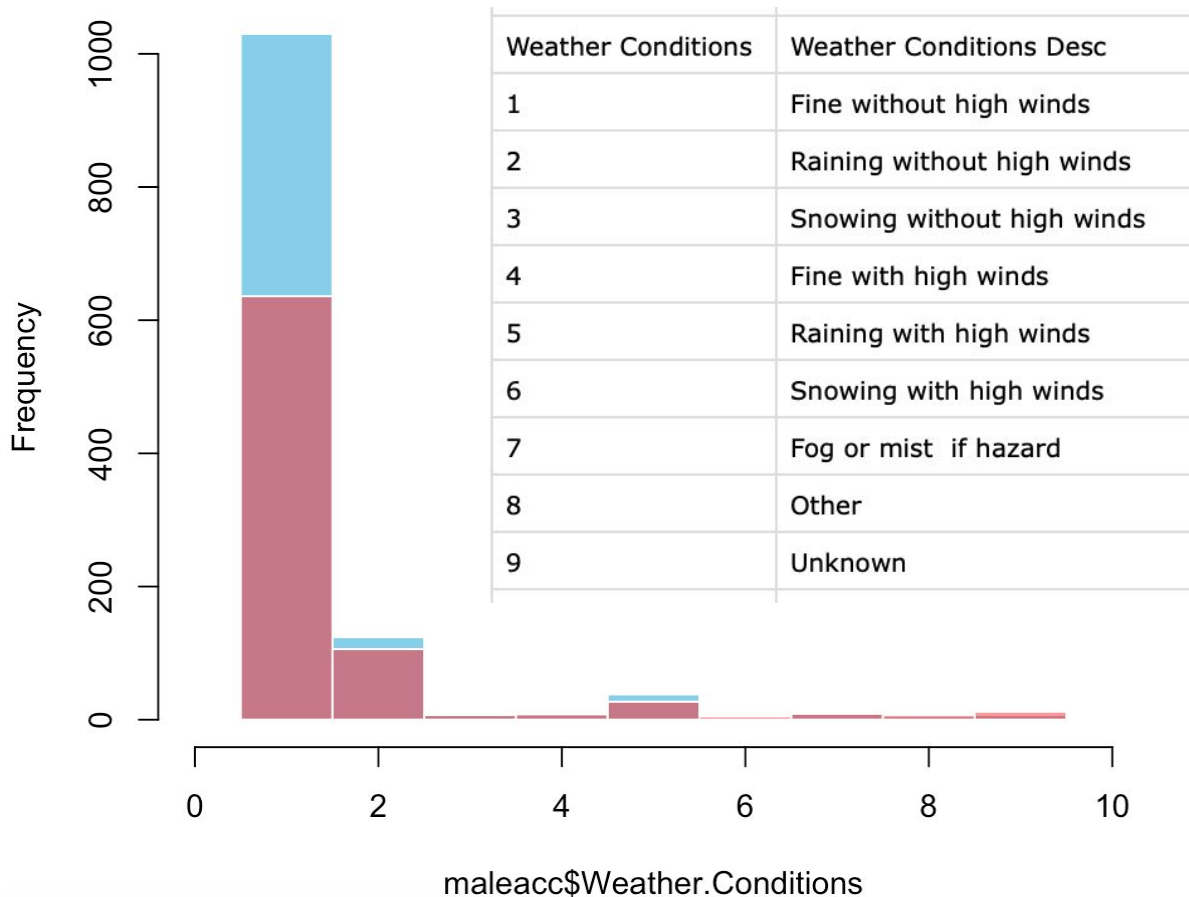 Weather Conditions Weather Conditions Desc
1 Fine without high winds
2 Raining without high winds
3 Snowing without high winds
4 Fine with high winds
5 Raining with high winds
6 Snowing with high winds
7 Fog or mist  if hazard
8 Other
9 Unknown
Frequency
1000
800
600
400
200
0
0 2 4 6 8 10
maleacc$Weather.Conditions